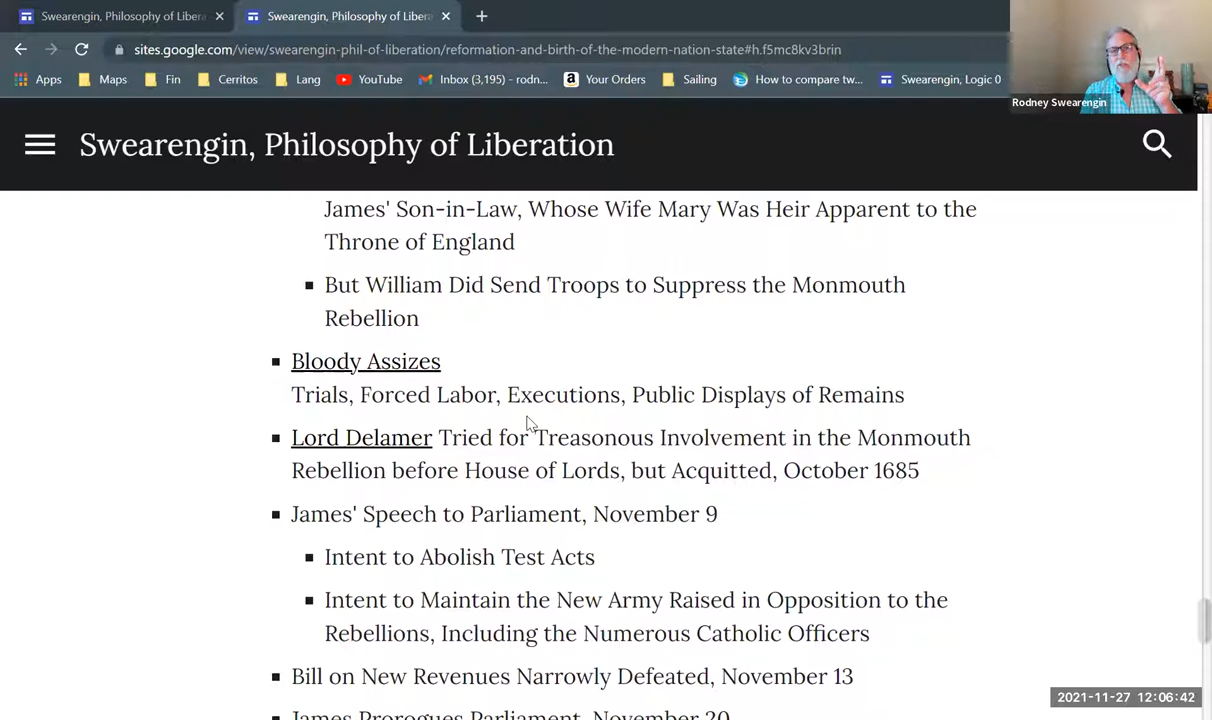 Swearengin, Philosophy of Libera
Swearengin, Philosophy of Libera
sites.google.com/view/swearengin-phil-of-liberation/reformation-and-birth-of-the-modern-nation-state#h.f5mc8kv3brin
Apps Maps Fin Cerritos Lang YouTube Inbox (3,195) - rodn... Your Orders Sailing How to compare tw... Swearengin, Logic 0
Rodney Swearengin
Swearengin, Philosophy of Liberation
James' Son-in-Law, Whose Wife Mary Was Heir Apparent to the
Throne of England
But William Did Send Troops to Suppress the Monmouth
Rebellion
Bloody Assizes
Trials, Forced Labor, Executions, Public Displays of Remains
Lord Delamer Tried for Treasonous Involvement in the Monmouth
Rebellion before House of Lords, but Acquitted, October 1685
James' Speech to Parliament, November 9
Intent to Abolish Test Acts
Intent to Maintain the New Army Raised in Opposition to the
Rebellions, Including the Numerous Catholic Officers
Bill on New Revenues Narrowly Defeated, November 13
James Prorogues Parliament, November 20
2021-11-27 12:06:42